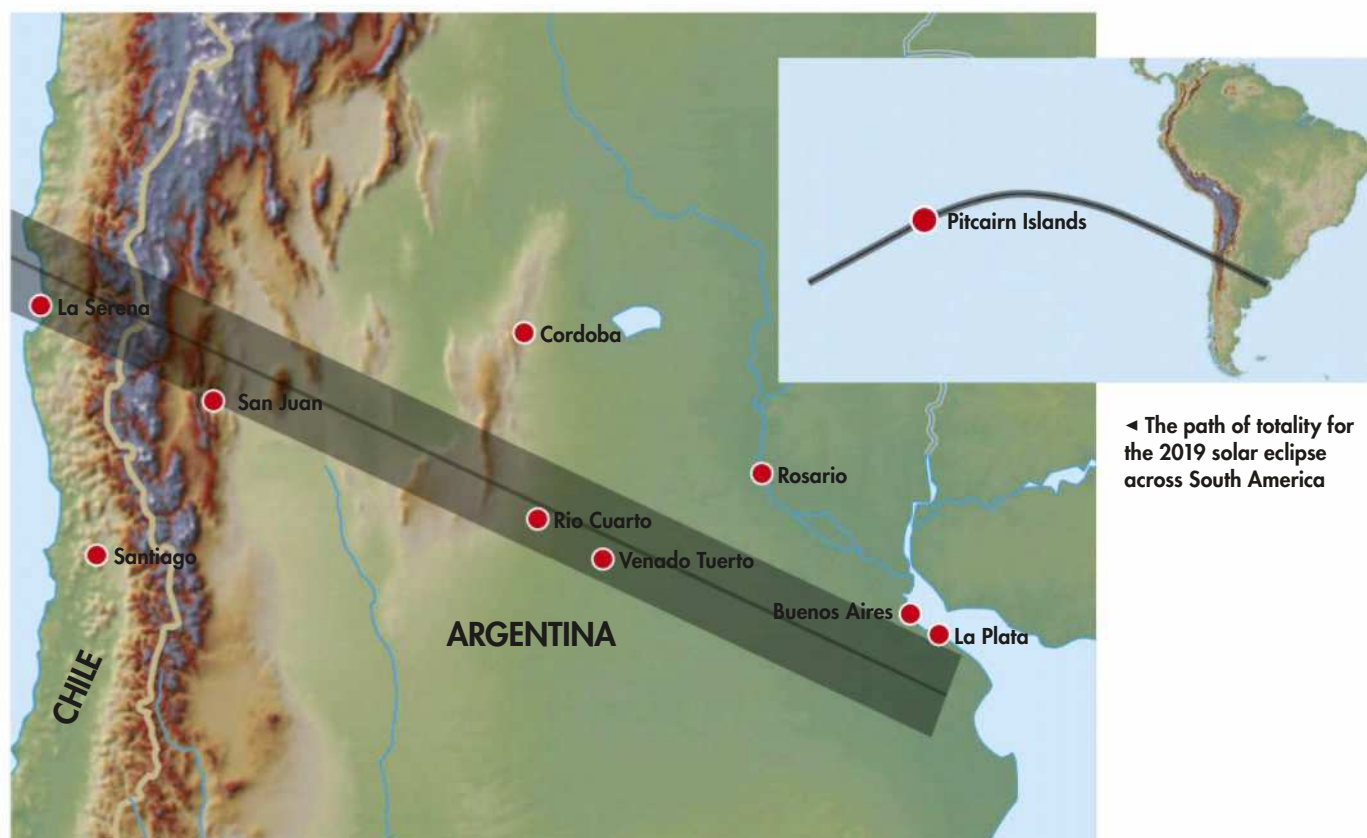 Pitcairn Islands
La Serena
Cordoba
San Juan
◄ The path of totality for
the 2019 solar eclipse
across South America
Rosario
Rio Cuarto
Santiago
Venado Tuerto
Buenos Aires
ARGENTINA
La Plata
CHILE